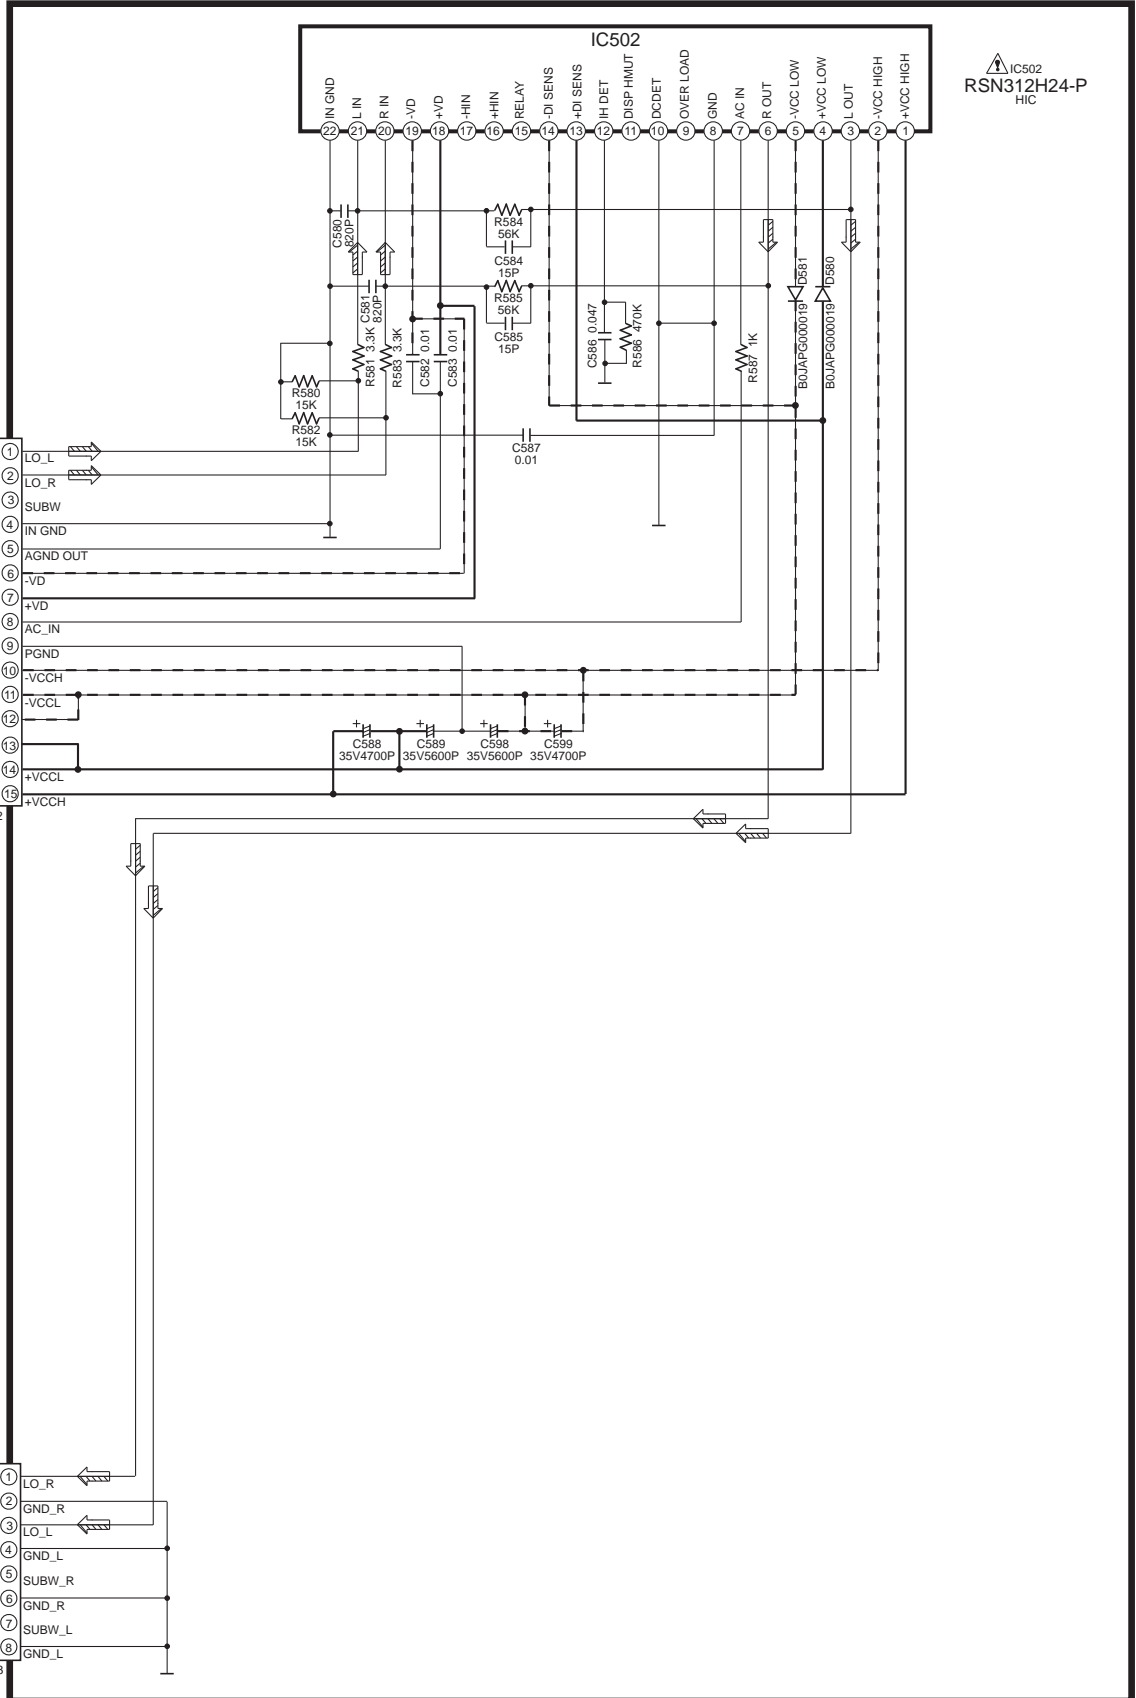 IC502
IN GND
L IN
R IN
-VD
+VD
-HIN
+HIN
RELAY
-DI SENS
+DI SENS
IH DET
DISP HMUT
DCDET
OVER LOAD
GND
AC IN
R OUT
-VCC LOW
+VCC LOW
L OUT
-VCC HIGH
+VCC HIGH
22 21 20 19 18 17 16 15 14 13 12 11 10 9 8 7 6 5 4 3 2 1
IC502
RSN312H24-P
HIC
C580
820P
R584
56K
C584
15P
C581
820P
R585
56K
C585
15P
R581 3.3K
R583 3.3K
C582 0.01
C583 0.01
C586 0.047
R586 470K
R587 1K
D581
B0JAPG000019
D580
B0JAPG000019
R580
15K
R582
15K
C587
0.01
1 LO_L
2 LO_R
3 SUBW
4 IN GND
5 AGND OUT
6 -VD
7 +VD
8 AC_IN
9 PGND
10 -VCCH
11 -VCCL
12
13
14 +VCCL
15 +VCCH
+
C588
35V4700P
+
C589
35V5600P
+
C598
35V5600P
+
C599
35V4700P
1 LO_R
2 GND_R
3 LO_L
4 GND_L
5 SUBW_R
6 GND_R
7 SUBW_L
8 GND_L